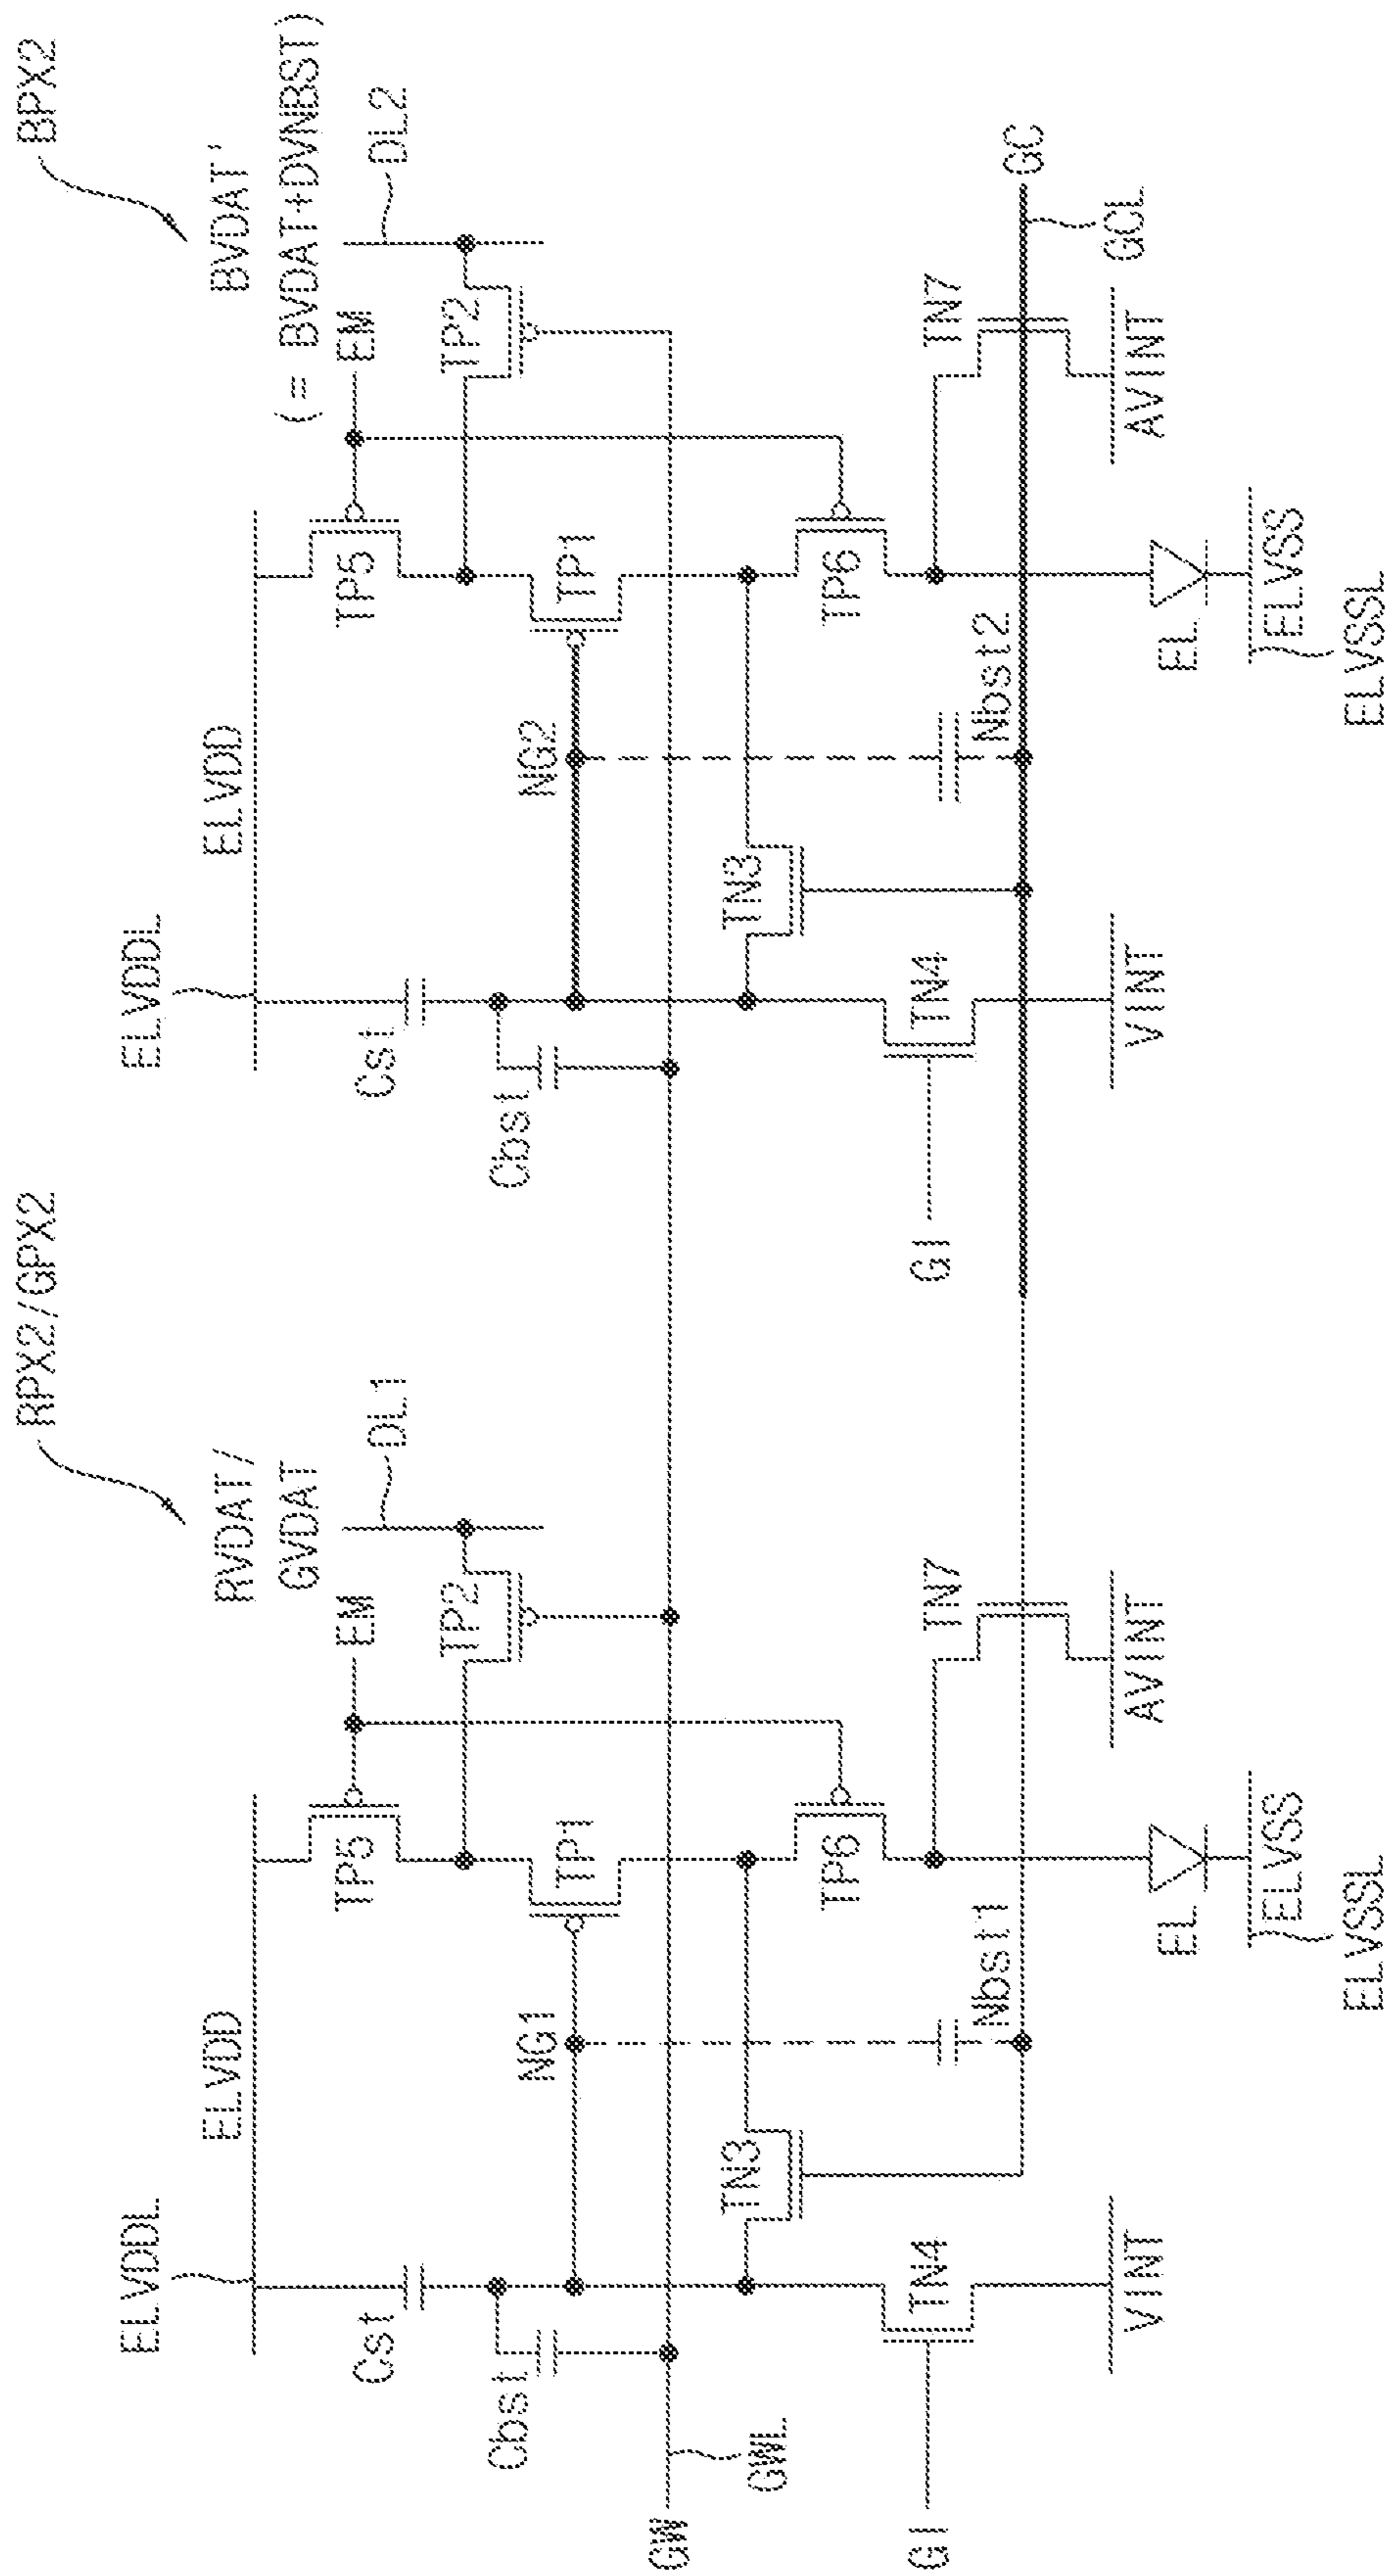 RPX2/GPX2
RVDAT/
GVDAT
ELVDDL
ELVDD
EM
DL1
TP5
Cst
TP2
Cbst
NG1
TP1
GW
GWL
TN3
TP6
TN7
GI
TN4
Nbst1
VINT
EL
AVINT
ELVSS
ELVSSL
BPX2
BVDAT'
(= BVDAT+DVNBST)
ELVDDL
ELVDD
EM
DL2
TP5
Cst
TP2
Cbst
NG2
TP1
TN3
TP6
TN7
GI
TN4
Nbst2
GC
GCL
VINT
EL
AVINT
ELVSS
ELVSSL